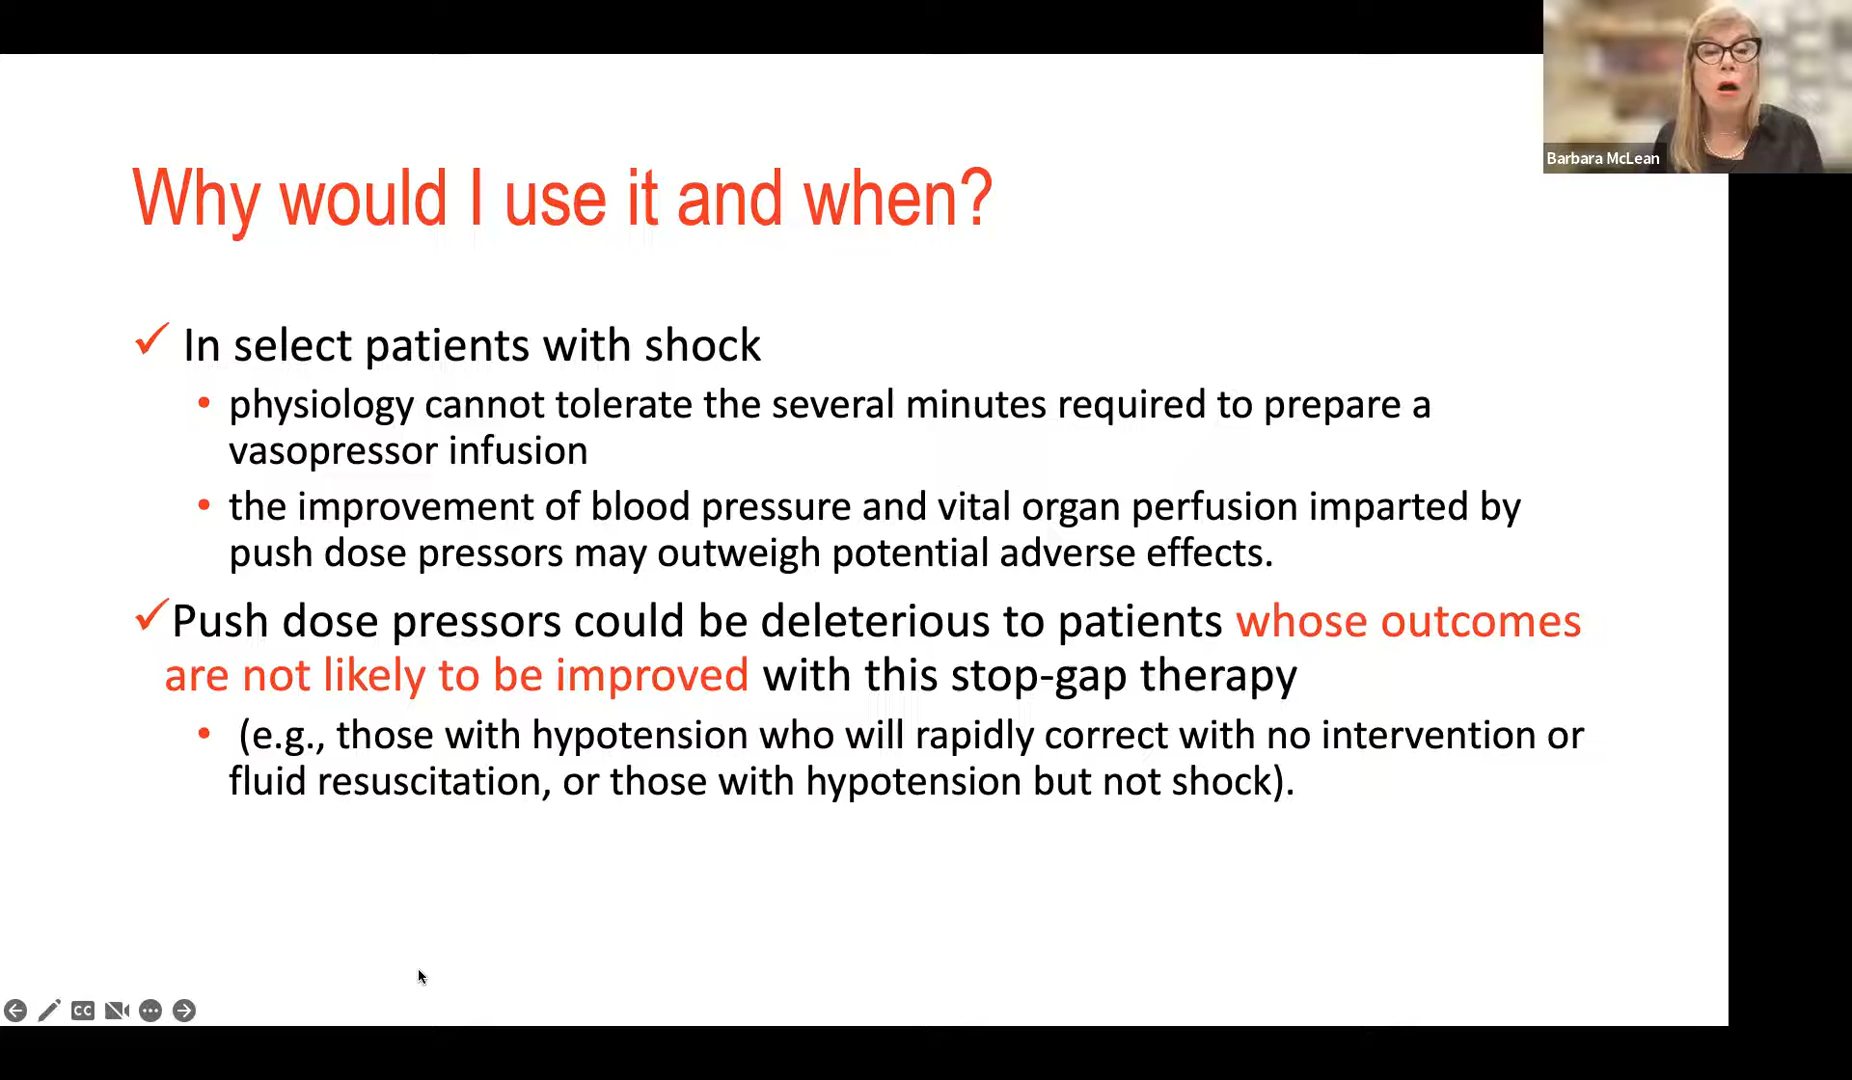 Barbara McLean
Why would I use it and when?
In select patients with shock
physiology cannot tolerate the several minutes required to prepare a
vasopressor infusion
the improvement of blood pressure and vital organ perfusion imparted by
push dose pressors may outweigh potential adverse effects.
Push dose pressors could be deleterious to patients whose outcomes
are not likely to be improved with this stop-gap therapy
(e.g., those with hypotension who will rapidly correct with no intervention or
fluid resuscitation, or those with hypotension but not shock).
CC